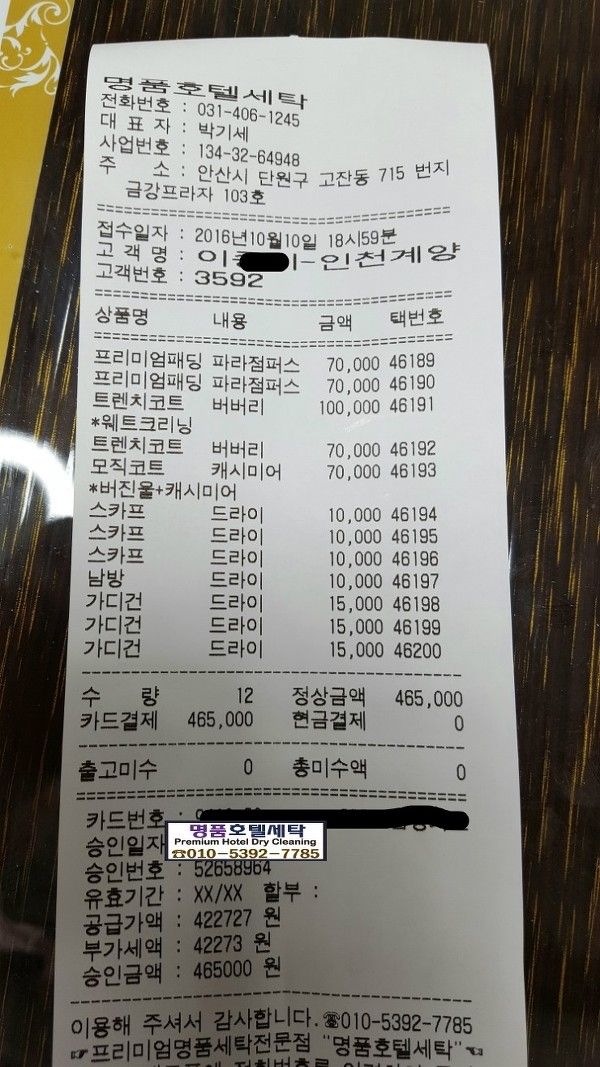 명품호텔세탁
전화번호 : 031-406-1245
대 표 자 : 박기세
사업번호 : 134-32-64948
주 소 : 안산시 단원구 고잔동 715 번지
금강프라자 103호
접수일자 : 2016년10월10일 18시59분
고 객 명 : 이 -인천계양
고객번호 : 3592
상품명 내용 금액 택번호
프리미엄패딩 파라점퍼스 70,000 46189
프리미엄패딩 파라점퍼스 70,000 46190
트렌치코트 버버리 100,000 46191
*웨트크리닝
트렌치코트 버버리 70,000 46192
모직코트 캐시미어 70,000 46193
*버진울+캐시미어
스카프 드라이 10,000 46194
스카프 드라이 10,000 46195
스카프 드라이 10,000 46196
남방 드라이 10,000 46197
가디건 드라이 15,000 46198
가디건 드라이 15,000 46199
가디건 드라이 15,000 46200
수 량 12 정상금액 465,000
카드결제 465,000 현금결제 0
출고미수 0 총미수액 0
카드번호 :
명품호텔세탁
Premium Hotel Dry Cleaning
☎010-5392-7785
승인일자
승인번호 : 52658964
유효기간 : XX/XX 할부 :
공급가액 : 422727 원
부가세액 : 42273 원
승인금액 : 465000 원
이용해 주셔서 감사합니다.☎010-5392-7785
☞프리미엄명품세탁전문점 "명품호텔세탁"☜